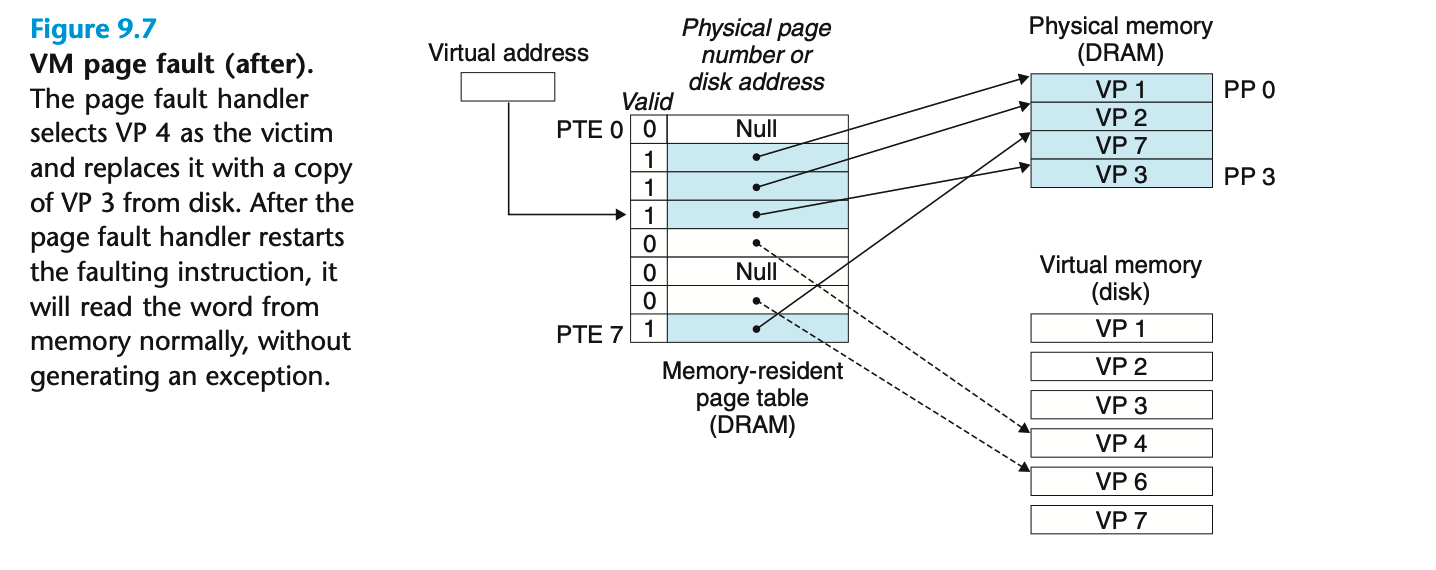 Figure 9.7
VM page fault (after).
The page fault handler
selects VP 4 as the victim
and replaces it with a copy
of VP 3 from disk. After the
page fault handler restarts
the faulting instruction, it
will read the word from
memory normally, without
generating an exception.
Virtual address
Physical page
number or
disk address
Valid
PTE 0
0
Null
1
1
1
0
0
Null
0
PTE 7
1
Memory-resident
page table
(DRAM)
Physical memory
(DRAM)
VP 1
PP 0
VP 2
VP 7
VP 3
PP 3
Virtual memory
(disk)
VP 1
VP 2
VP 3
VP 4
VP 6
VP 7